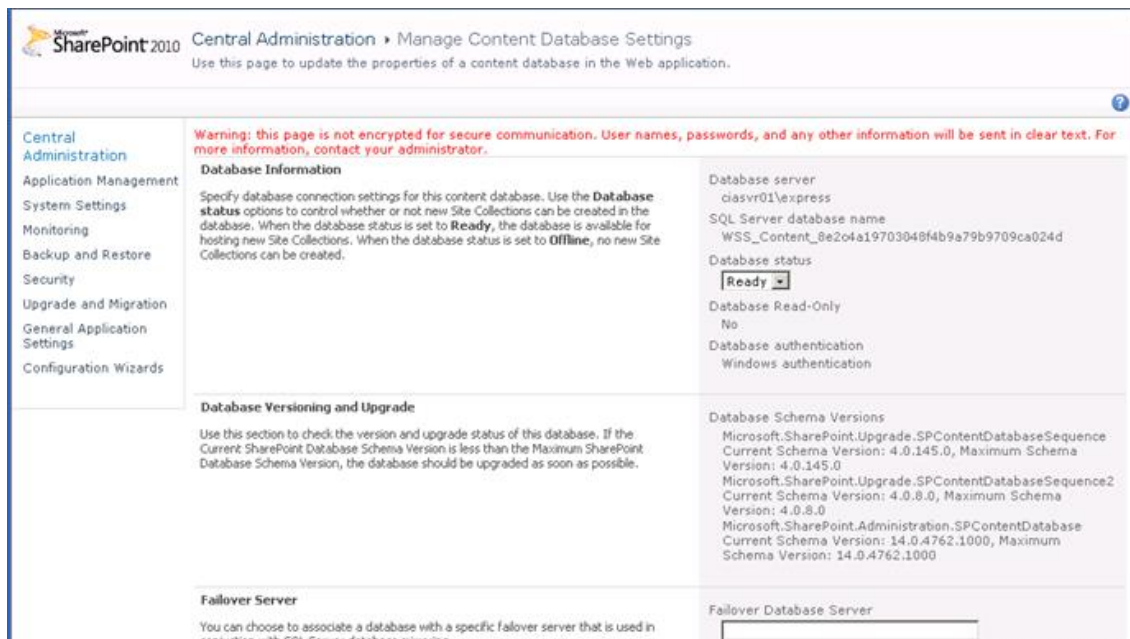 Microsoft®
SharePoint 2010
Central Administration ▸ Manage Content Database Settings
Use this page to update the properties of a content database in the Web application.
Central
Administration
Application Management
System Settings
Monitoring
Backup and Restore
Security
Upgrade and Migration
General Application
Settings
Configuration Wizards
Warning: this page is not encrypted for secure communication. User names, passwords, and any other information will be sent in clear text. For
more information, contact your administrator.
Database Information
Specify database connection settings for this content database. Use the Database
status options to control whether or not new Site Collections can be created in the
database. When the database status is set to Ready, the database is available for
hosting new Site Collections. When the database status is set to Offline, no new Site
Collections can be created.
Database server
ciasvr01\express
SQL Server database name
WSS_Content_8e2c4a19703048f4b9a79b9709ca024d
Database status
Ready
Database Read-Only
No
Database authentication
Windows authentication
Database Versioning and Upgrade
Use this section to check the version and upgrade status of this database. If the
Current SharePoint Database Schema Version is less than the Maximum SharePoint
Database Schema Version, the database should be upgraded as soon as possible.
Database Schema Versions
Microsoft.SharePoint.Upgrade.SPContentDatabaseSequence
Current Schema Version: 4.0.145.0, Maximum Schema
Version: 4.0.145.0
Microsoft.SharePoint.Upgrade.SPContentDatabaseSequence2
Current Schema Version: 4.0.8.0, Maximum Schema
Version: 4.0.8.0
Microsoft.SharePoint.Administration.SPContentDatabase
Current Schema Version: 14.0.4762.1000, Maximum
Schema Version: 14.0.4762.1000
Failover Server
You can choose to associate a database with a specific failover server that is used in
Failover Database Server